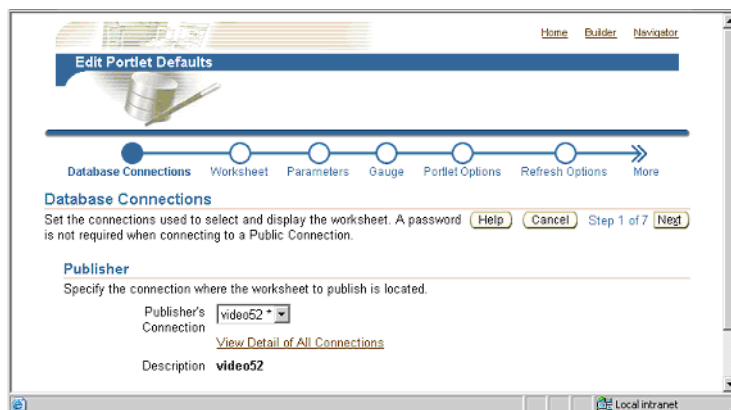 Home Builder Navigator
Edit Portlet Defaults
Database Connections Worksheet Parameters Gauge Portlet Options Refresh Options More
Database Connections
Set the connections used to select and display the worksheet. A password Help Cancel Step 1 of 7 Next
is not required when connecting to a Public Connection.
Publisher
Specify the connection where the worksheet to publish is located.
Publisher's video52 *
Connection
View Detail of All Connections
Description video52
Local intranet